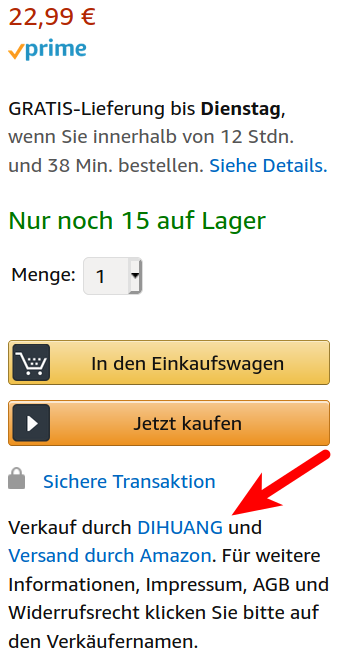 22,99 €
prime
GRATIS-Lieferung bis Dienstag,
wenn Sie innerhalb von 12 Stdn.
und 38 Min. bestellen. Siehe Details.
Nur noch 15 auf Lager
Menge: 1
In den Einkaufswagen
Jetzt kaufen
Sichere Transaktion
Verkauf durch DIHUANG und
Versand durch Amazon. Für weitere
Informationen, Impressum, AGB und
Widerrufsrecht klicken Sie bitte auf
den Verkäufernamen.